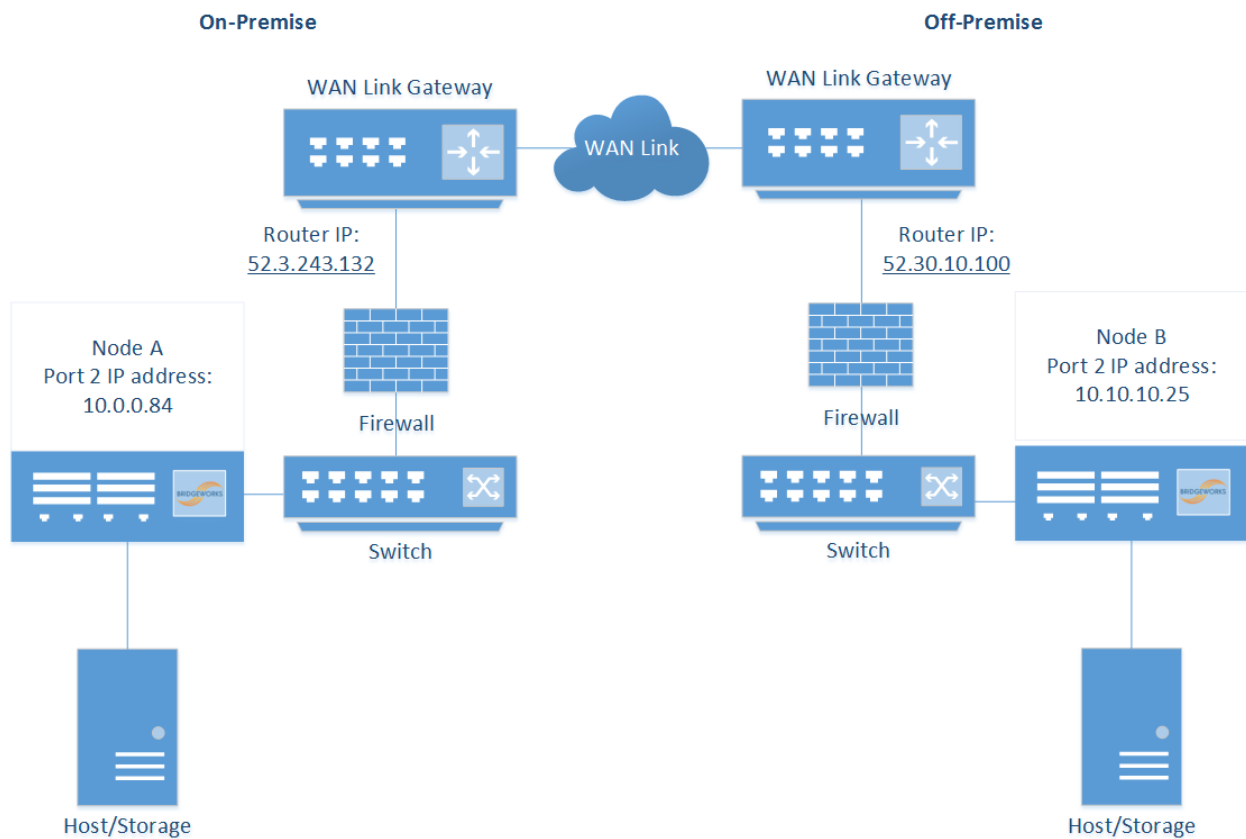 On-Premise
Off-Premise
WAN Link Gateway
WAN Link Gateway
WAN Link
Router IP:
52.3.243.132
Router IP:
52.30.10.100
Node A
Port 2 IP address:
10.0.0.84
Node B
Port 2 IP address:
10.10.10.25
Firewall
Firewall
BRIDGEWORKS
BRIDGEWORKS
Switch
Switch
Host/Storage
Host/Storage